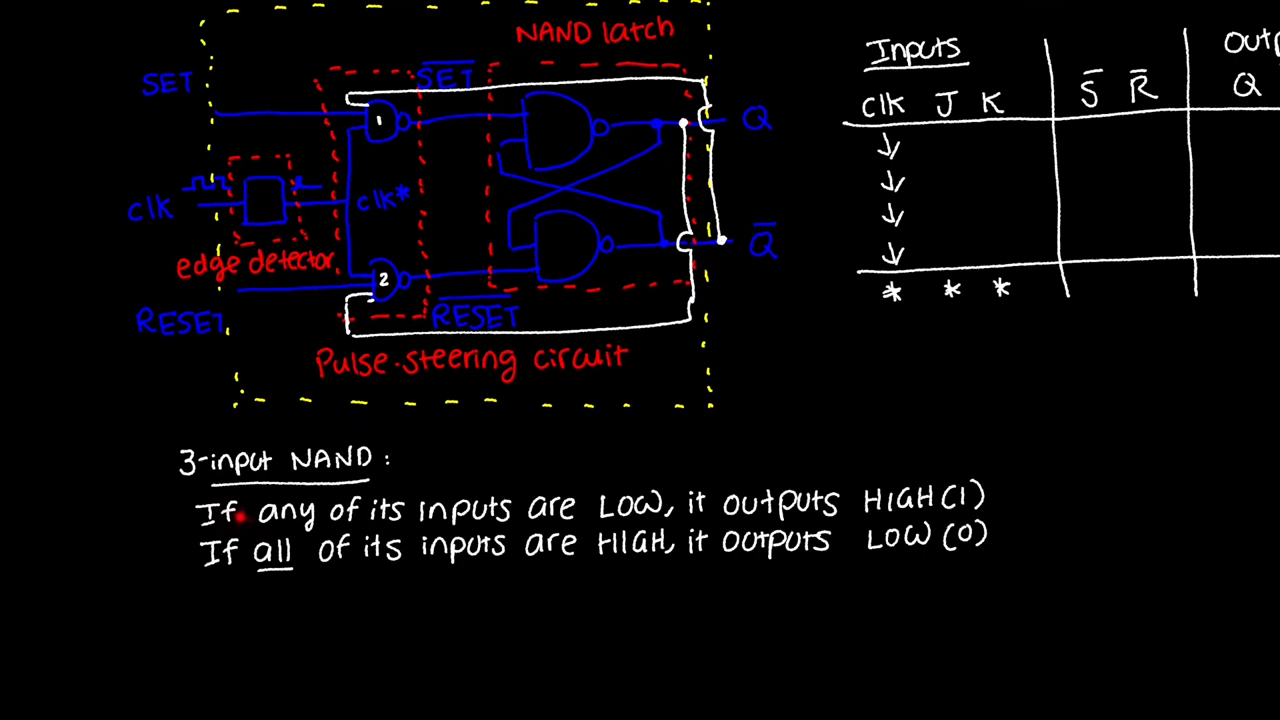 NAND latch
SET
S̅E̅T̅
1
Q
clk
clk*
Q̅
edge detector
2
RESET
R̅E̅S̅E̅T̅
Pulse-steering circuit
Inputs Outp
clk J K S̅ R̅ Q
↓
↓
↓
↓
* * *
3-input NAND:
If any of its inputs are LOW, it outputs HIGH(1)
If all of its inputs are HIGH, it outputs LOW(0)